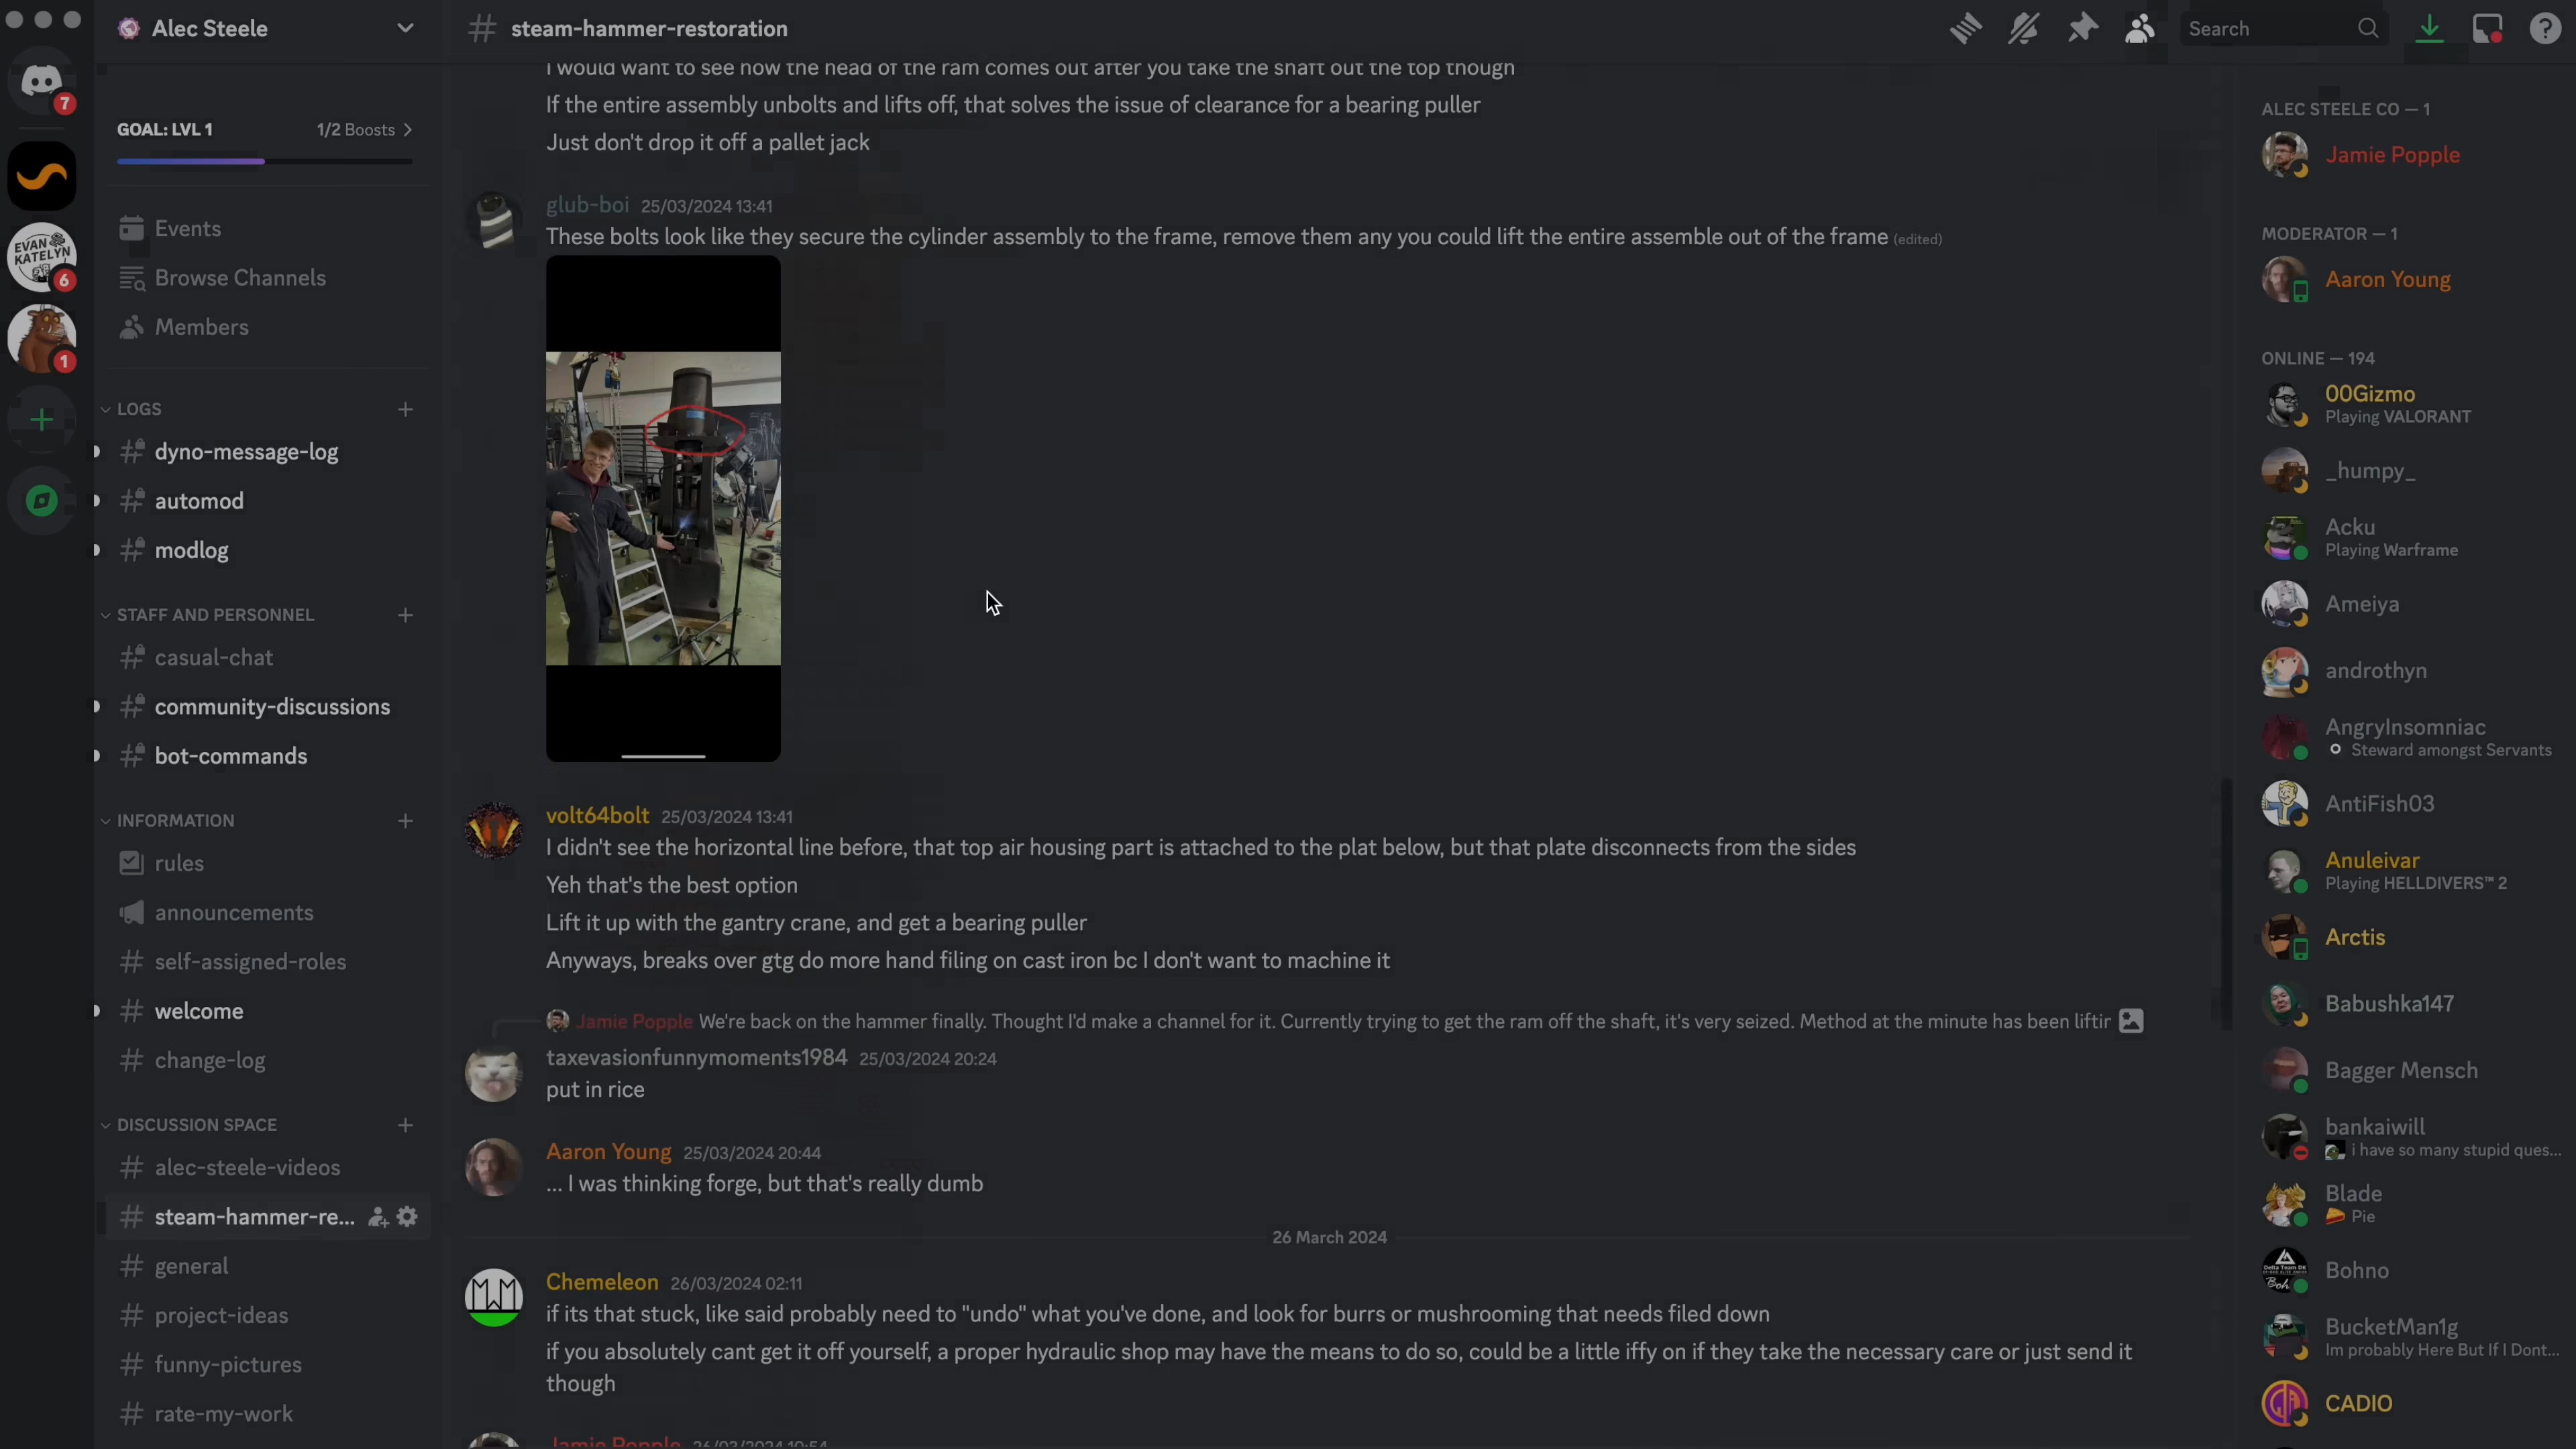 Alec Steele
steam-hammer-restoration
Search
7
GOAL: LVL 1
1/2 Boosts
EVAN
KATELYN
6
1
Events
Browse Channels
Members
LOGS
dyno-message-log
automod
modlog
STAFF AND PERSONNEL
casual-chat
community-discussions
bot-commands
INFORMATION
rules
announcements
self-assigned-roles
welcome
change-log
DISCUSSION SPACE
alec-steele-videos
steam-hammer-re...
general
project-ideas
funny-pictures
rate-my-work
I would want to see how the head of the ram comes out after you take the shaft out the top though
If the entire assembly unbolts and lifts off, that solves the issue of clearance for a bearing puller
Just don't drop it off a pallet jack
glub-boi 25/03/2024 13:41
These bolts look like they secure the cylinder assembly to the frame, remove them any you could lift the entire assemble out of the frame (edited)
volt64bolt 25/03/2024 13:41
I didn't see the horizontal line before, that top air housing part is attached to the plat below, but that plate disconnects from the sides
Yeh that's the best option
Lift it up with the gantry crane, and get a bearing puller
Anyways, breaks over gtg do more hand filing on cast iron bc I don't want to machine it
Jamie Popple We're back on the hammer finally. Thought I'd make a channel for it. Currently trying to get the ram off the shaft, it's very seized. Method at the minute has been liftir
taxevasionfunnymoments1984 25/03/2024 20:24
put in rice
Aaron Young 25/03/2024 20:44
... I was thinking forge, but that's really dumb
26 March 2024
Chemeleon 26/03/2024 02:11
if its that stuck, like said probably need to "undo" what you've done, and look for burrs or mushrooming that needs filed down
if you absolutely cant get it off yourself, a proper hydraulic shop may have the means to do so, could be a little iffy on if they take the necessary care or just send it
though
Jamie Popple 26/03/2024 10:54
ALEC STEELE CO — 1
Jamie Popple
MODERATOR — 1
Aaron Young
ONLINE — 194
00Gizmo
Playing VALORANT
_humpy_
Acku
Playing Warframe
Ameiya
androthyn
AngryInsomniac
Steward amongst Servants
AntiFish03
Anuleivar
Playing HELLDIVERS™ 2
Arctis
Babushka147
Bagger Mensch
bankaiwill
i have so many stupid ques...
Blade
Pie
Bohno
BucketMan1g
Im probably Here But If I Dont...
CADIO